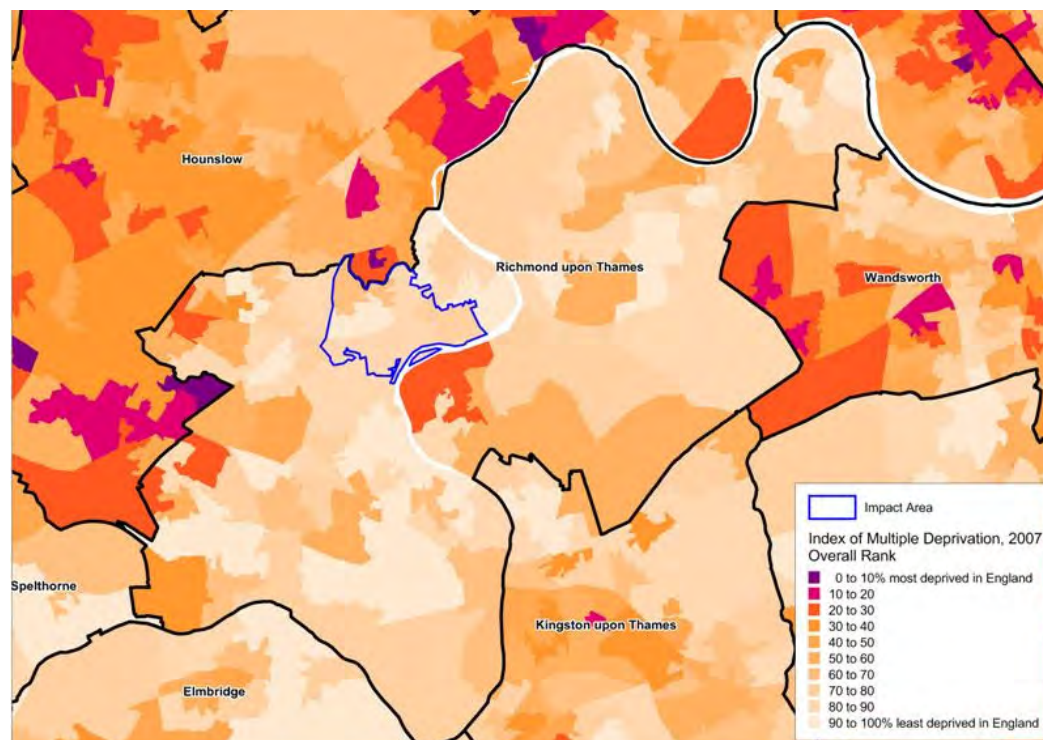 Hounslow
Richmond upon Thames
Wandsworth
Spelthorne
Kingston upon Thames
Elmbridge
Impact Area
Index of Multiple Deprivation, 2007
Overall Rank
0 to 10% most deprived in England
10 to 20
20 to 30
30 to 40
40 to 50
50 to 60
60 to 70
70 to 80
80 to 90
90 to 100% least deprived in England